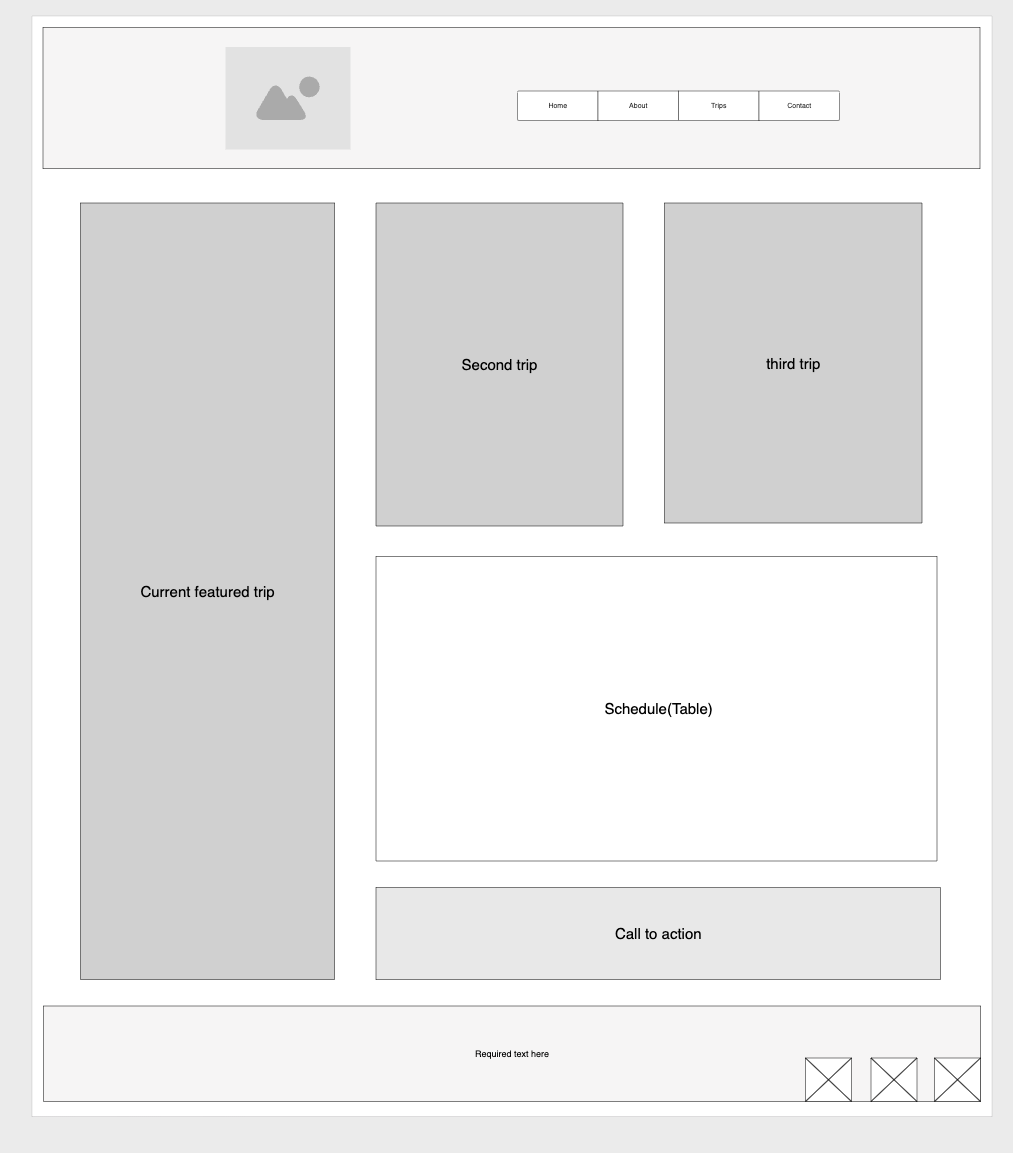 Home
About
Trips
Contact
Second trip
third trip
Current featured trip
Schedule(Table)
Call to action
Required text here